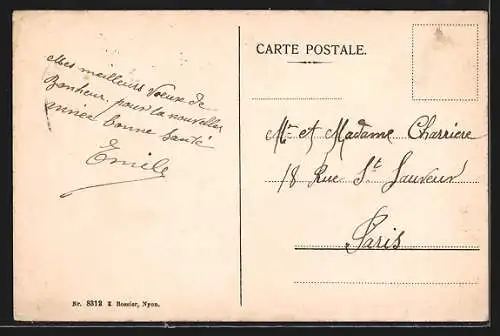 Mes meilleurs Vœux de
Bonheur pour la nouvelle
année bonne santé
Emile
CARTE POSTALE.
Mr et Madame Charriere
18 Rue St Sauveur
Paris
Nr. 8312 E. Rossier, Nyon.